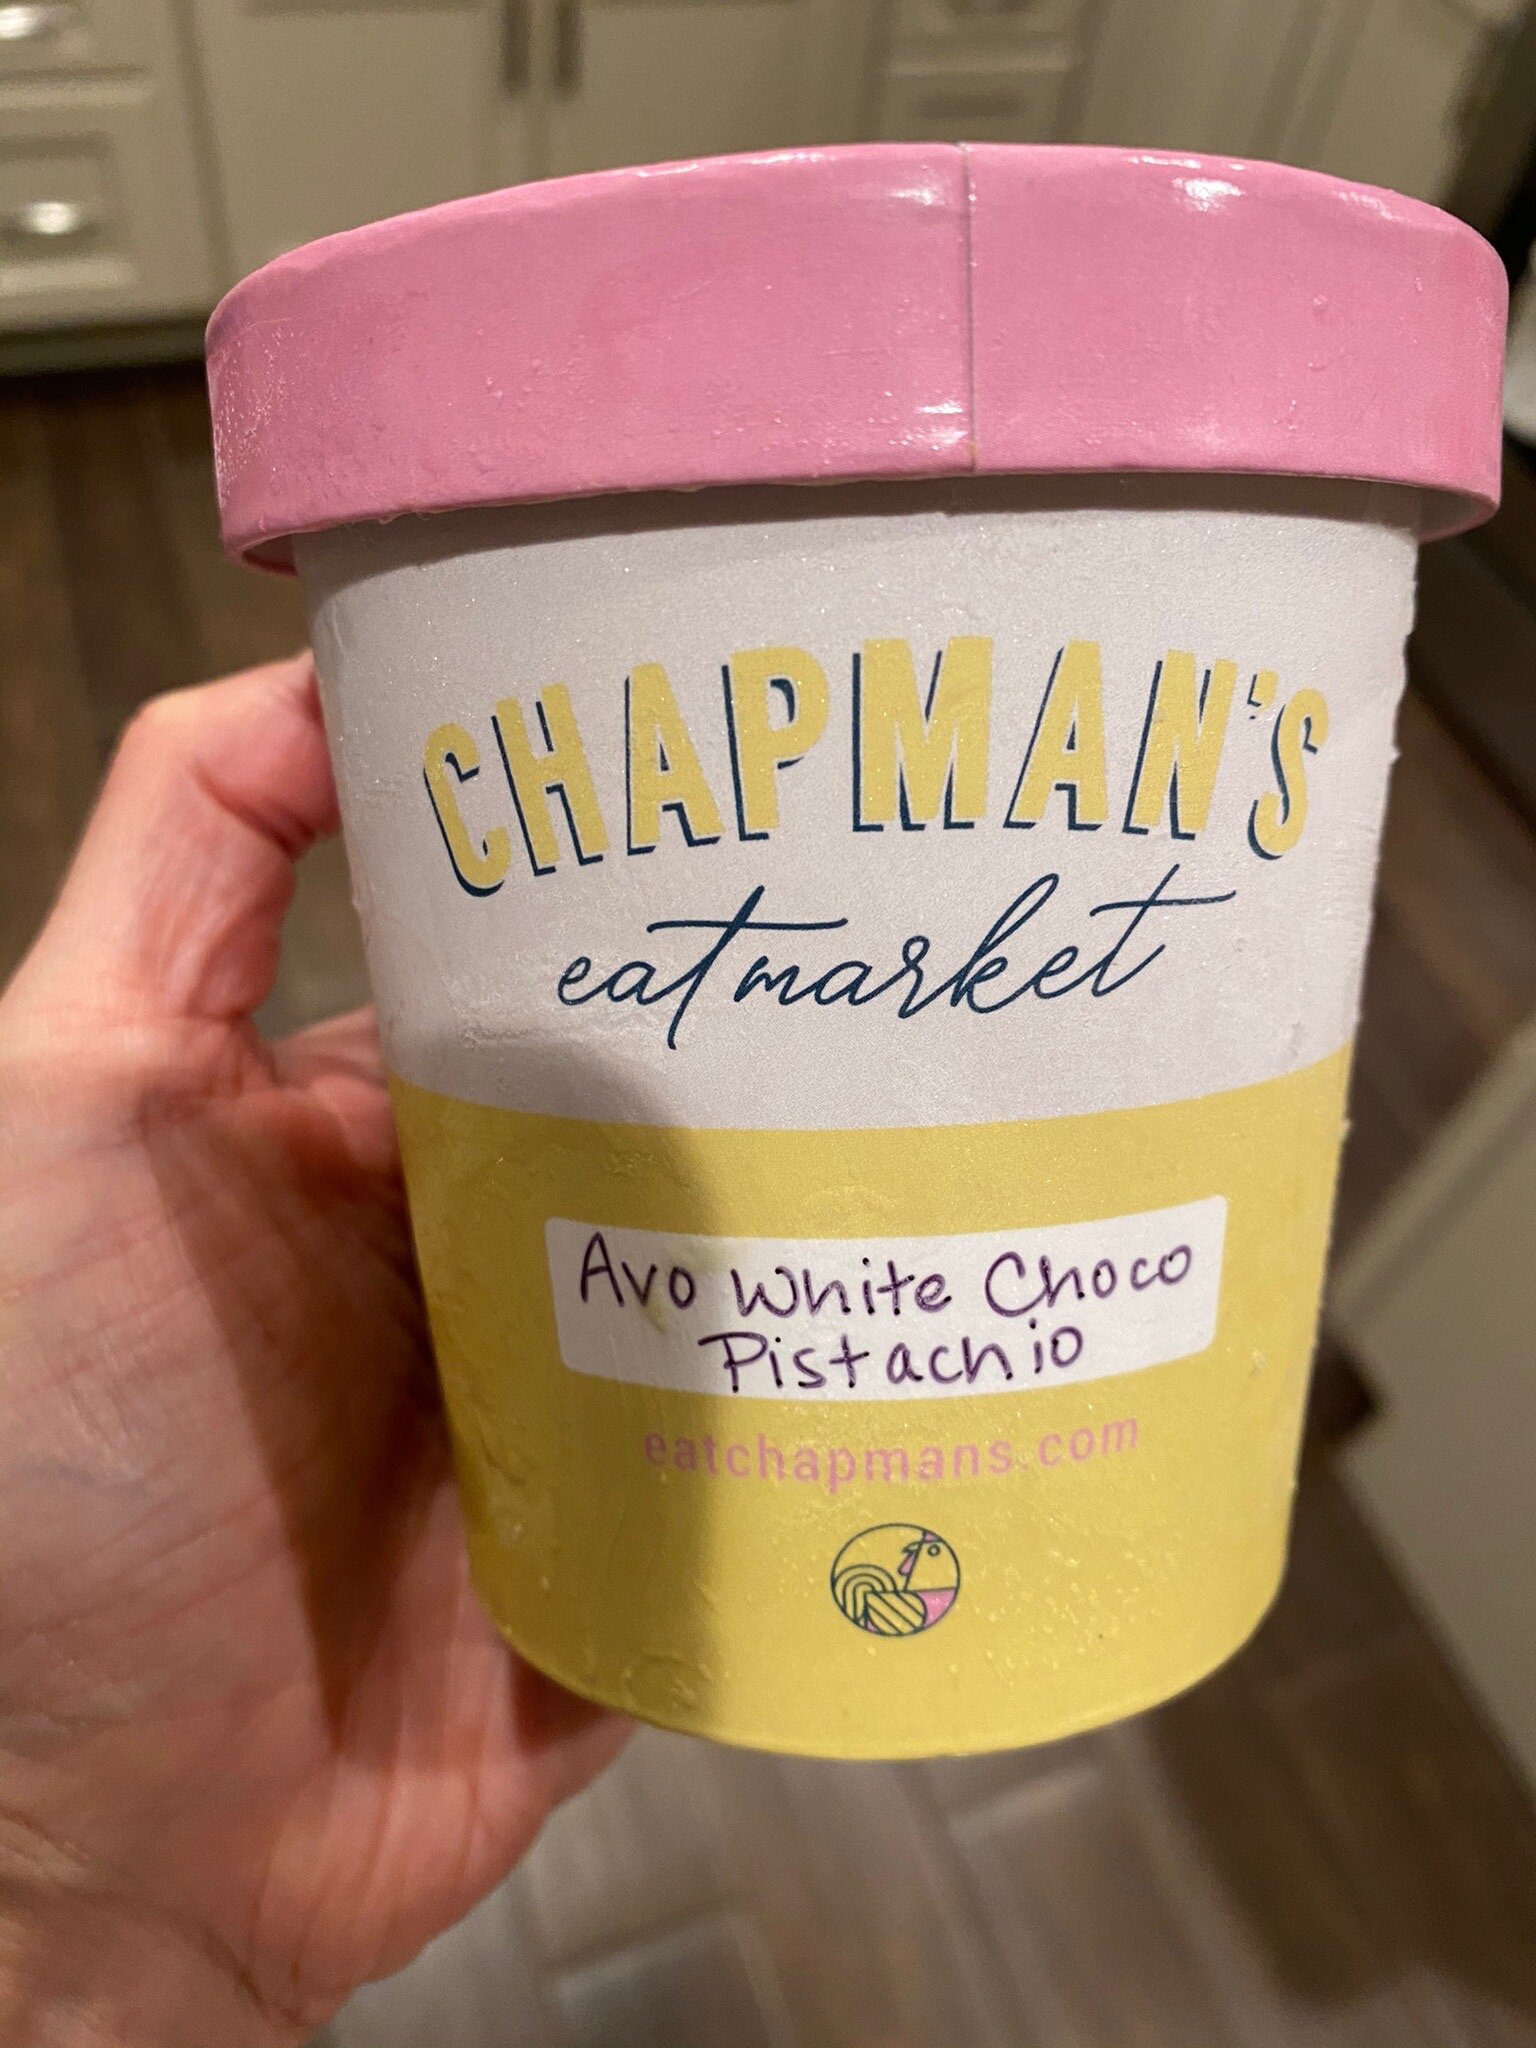 CHAPMAN'S
eatmarket
Avo White Choco
Pistachio
eatchapmans.com